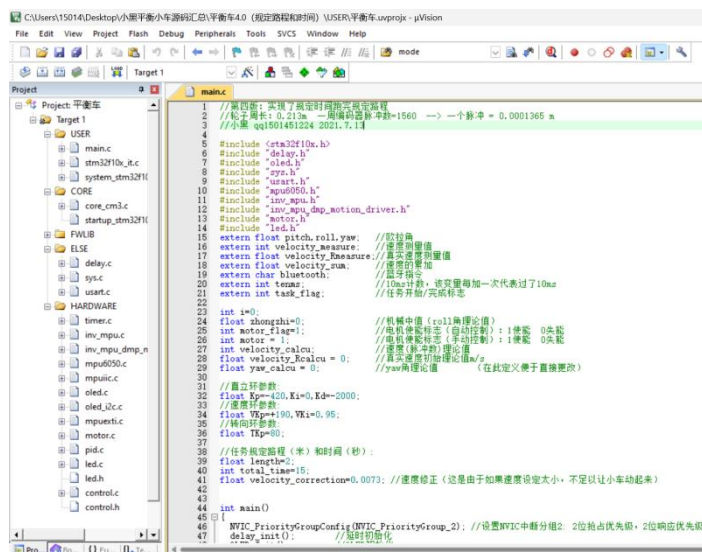 C:\Users\15014\Desktop\小黑平衡小车源码汇总\平衡车4.0（规定路程和时间）\USER\平衡车.uvprojx - µVision
File Edit View Project Flash Debug Peripherals Tools SVCS Window Help
mode
Target 1
Project
main.c
Project: 平衡车
Target 1
USER
main.c
stm32f10x_it.c
system_stm32f1
CORE
core_cm3.c
startup_stm32f1
FWLIB
ELSE
delay.c
sys.c
usart.c
HARDWARE
timer.c
inv_mpu.c
inv_mpu_dmp_n
mpu6050.c
mpuiic.c
oled.c
oled_i2c.c
mpuexti.c
motor.c
pid.c
led.c
led.h
control.c
control.h
1 //第四版：实现了规定时间跑完规定路程
2 //轮子周长：0.213m 一周编码器脉冲数=1560 --> 一个脉冲 = 0.0001365 m
3 //小黑 qq1501451224 2021.7.13
4
5 #include <stm32f10x.h>
6 #include "delay.h"
7 #include "oled.h"
8 #include "sys.h"
9 #include "usart.h"
10 #include "mpu6050.h"
11 #include "inv_mpu.h"
12 #include "inv_mpu_dmp_motion_driver.h"
13 #include "motor.h"
14 #include "led.h"
15 extern float pitch,roll,yaw; //欧拉角
16 extern int velocity_measure; //速度测量值
17 extern float velocity_Rmeasure;//真实速度测量值
18 extern float velocity_sum; //速度的累加
19 extern char bluetooth; //蓝牙指令
20 extern int tenms; //10ms计数，该变量每加一次代表过了10ms
21 extern int task_flag; //任务开始/完成标志
22
23 int i=0;
24 float zhongzhi=0; //机械中值（roll角理论值）
25 int motor_flag=1; //电机使能标志（自动控制）：1使能 0失能
26 int motor = 1; //电机使能标志（手动控制）：1使能 0失能
27 int velocity_calcu; //速度(脉冲数)理论值
28 float velocity_Rcalcu = 0; //真实速度初始理论值m/s
29 float yaw_calcu = 0; //yaw角理论值 （在此定义便于直接更改）
30
31 //直立环参数:
32 float Kp=-420,Ki=0,Kd=-2000;
33 //速度环参数:
34 float VKp=+190,VKi=0.95;
35 //转向环参数:
36 float TKp=80;
37
38 //任务规定路程（米）和时间（秒）:
39 float length=2;
40 int total_time=15;
41 float velocity_correction=0.0073; //速度修正（这是由于如果速度设定太小，不足以让小车动起来）
42
43
44 int main()
45 {
46 NVIC_PriorityGroupConfig(NVIC_PriorityGroup_2); //设置NVIC中断分组2: 2位抢占优先级，2位响应优先级
47 delay_init(); //延时初始化
Pro...
Bo...
{} Fu...
Te...